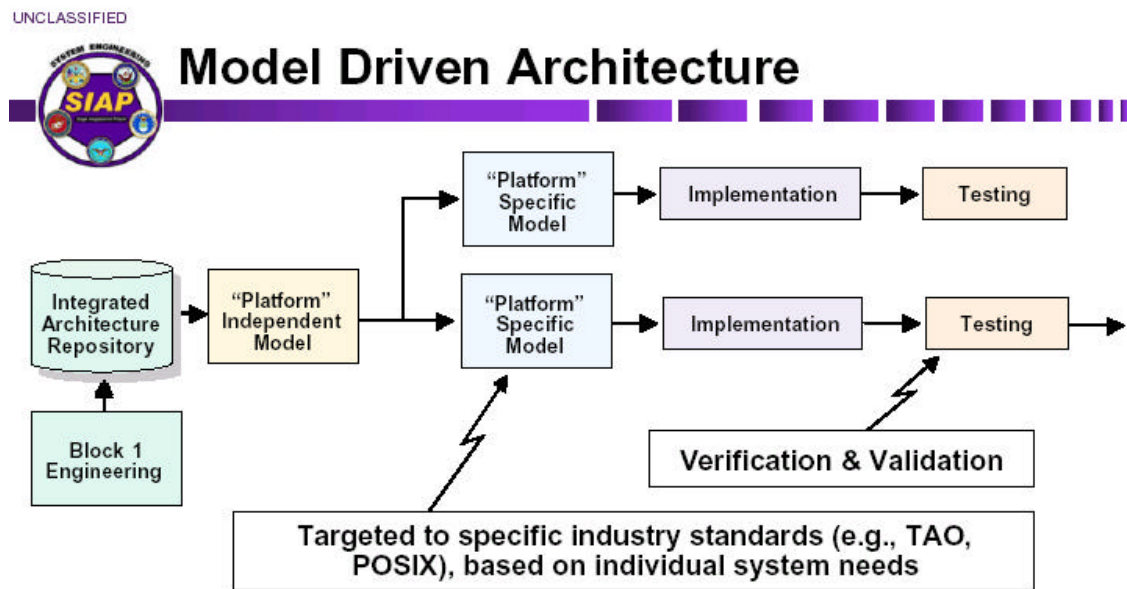 UNCLASSIFIED
SYSTEM ENGINEERING
SIAP
Model Driven Architecture
"Platform"
Specific
Model
Implementation
Testing
Integrated
Architecture
Repository
"Platform"
Independent
Model
"Platform"
Specific
Model
Implementation
Testing
Block 1
Engineering
Verification & Validation
Targeted to specific industry standards (e.g., TAO,
POSIX), based on individual system needs